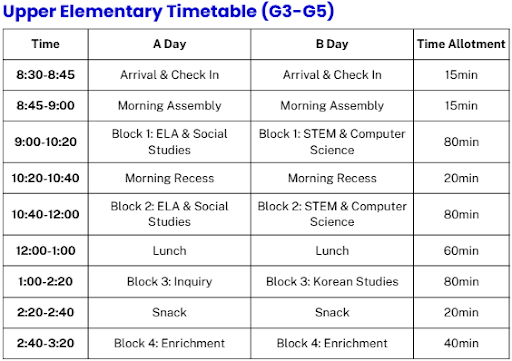 Upper Elementary Timetable (G3-G5)
Time A Day B Day Time Allotment
8:30-8:45 Arrival & Check In Arrival & Check In 15min
8:45-9:00 Morning Assembly Morning Assembly 15min
9:00-10:20 Block 1: ELA & Social Studies Block 1: STEM & Computer Science 80min
10:20-10:40 Morning Recess Morning Recess 20min
10:40-12:00 Block 2: ELA & Social Studies Block 2: STEM & Computer Science 80min
12:00-1:00 Lunch Lunch 60min
1:00-2:20 Block 3: Inquiry Block 3: Korean Studies 80min
2:20-2:40 Snack Snack 20min
2:40-3:20 Block 4: Enrichment Block 4: Enrichment 40min